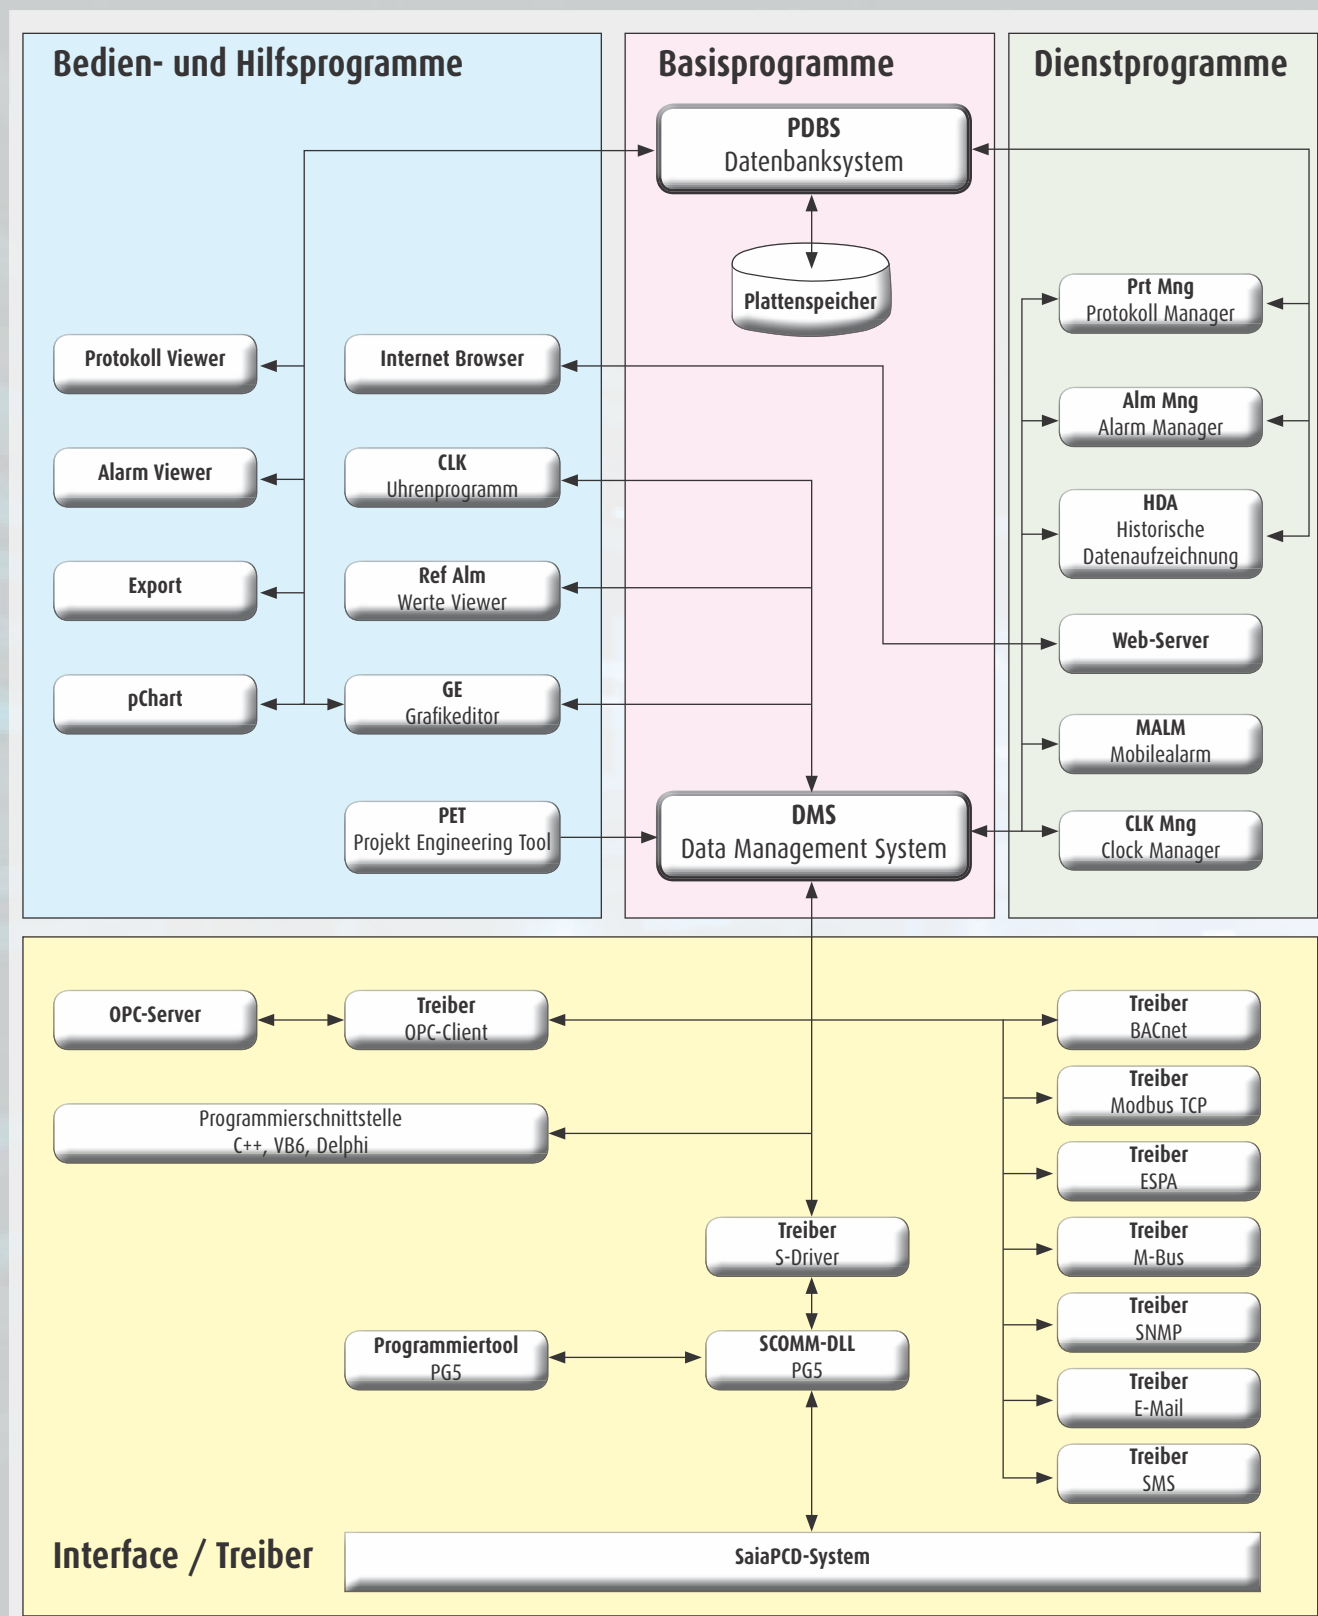 Bedien- und Hilfsprogramme
Basisprogramme
Dienstprogramme
PDBS
Datenbanksystem
Plattenspeicher
Prt Mng
Protokoll Manager
Protokoll Viewer
Internet Browser
Alm Mng
Alarm Manager
Alarm Viewer
CLK
Uhrenprogramm
HDA
Historische
Datenaufzeichnung
Export
Ref Alm
Werte Viewer
Web-Server
pChart
GE
Grafikeditor
MALM
Mobilealarm
PET
Projekt Engineering Tool
DMS
Data Management System
CLK Mng
Clock Manager
OPC-Server
Treiber
OPC-Client
Treiber
BACnet
Treiber
Modbus TCP
Programmierschnittstelle
C++, VB6, Delphi
Treiber
ESPA
Treiber
S-Driver
Treiber
M-Bus
Treiber
SNMP
Programmiertool
PG5
SCOMM-DLL
PG5
Treiber
E-Mail
Treiber
SMS
Interface / Treiber
SaiaPCD-System